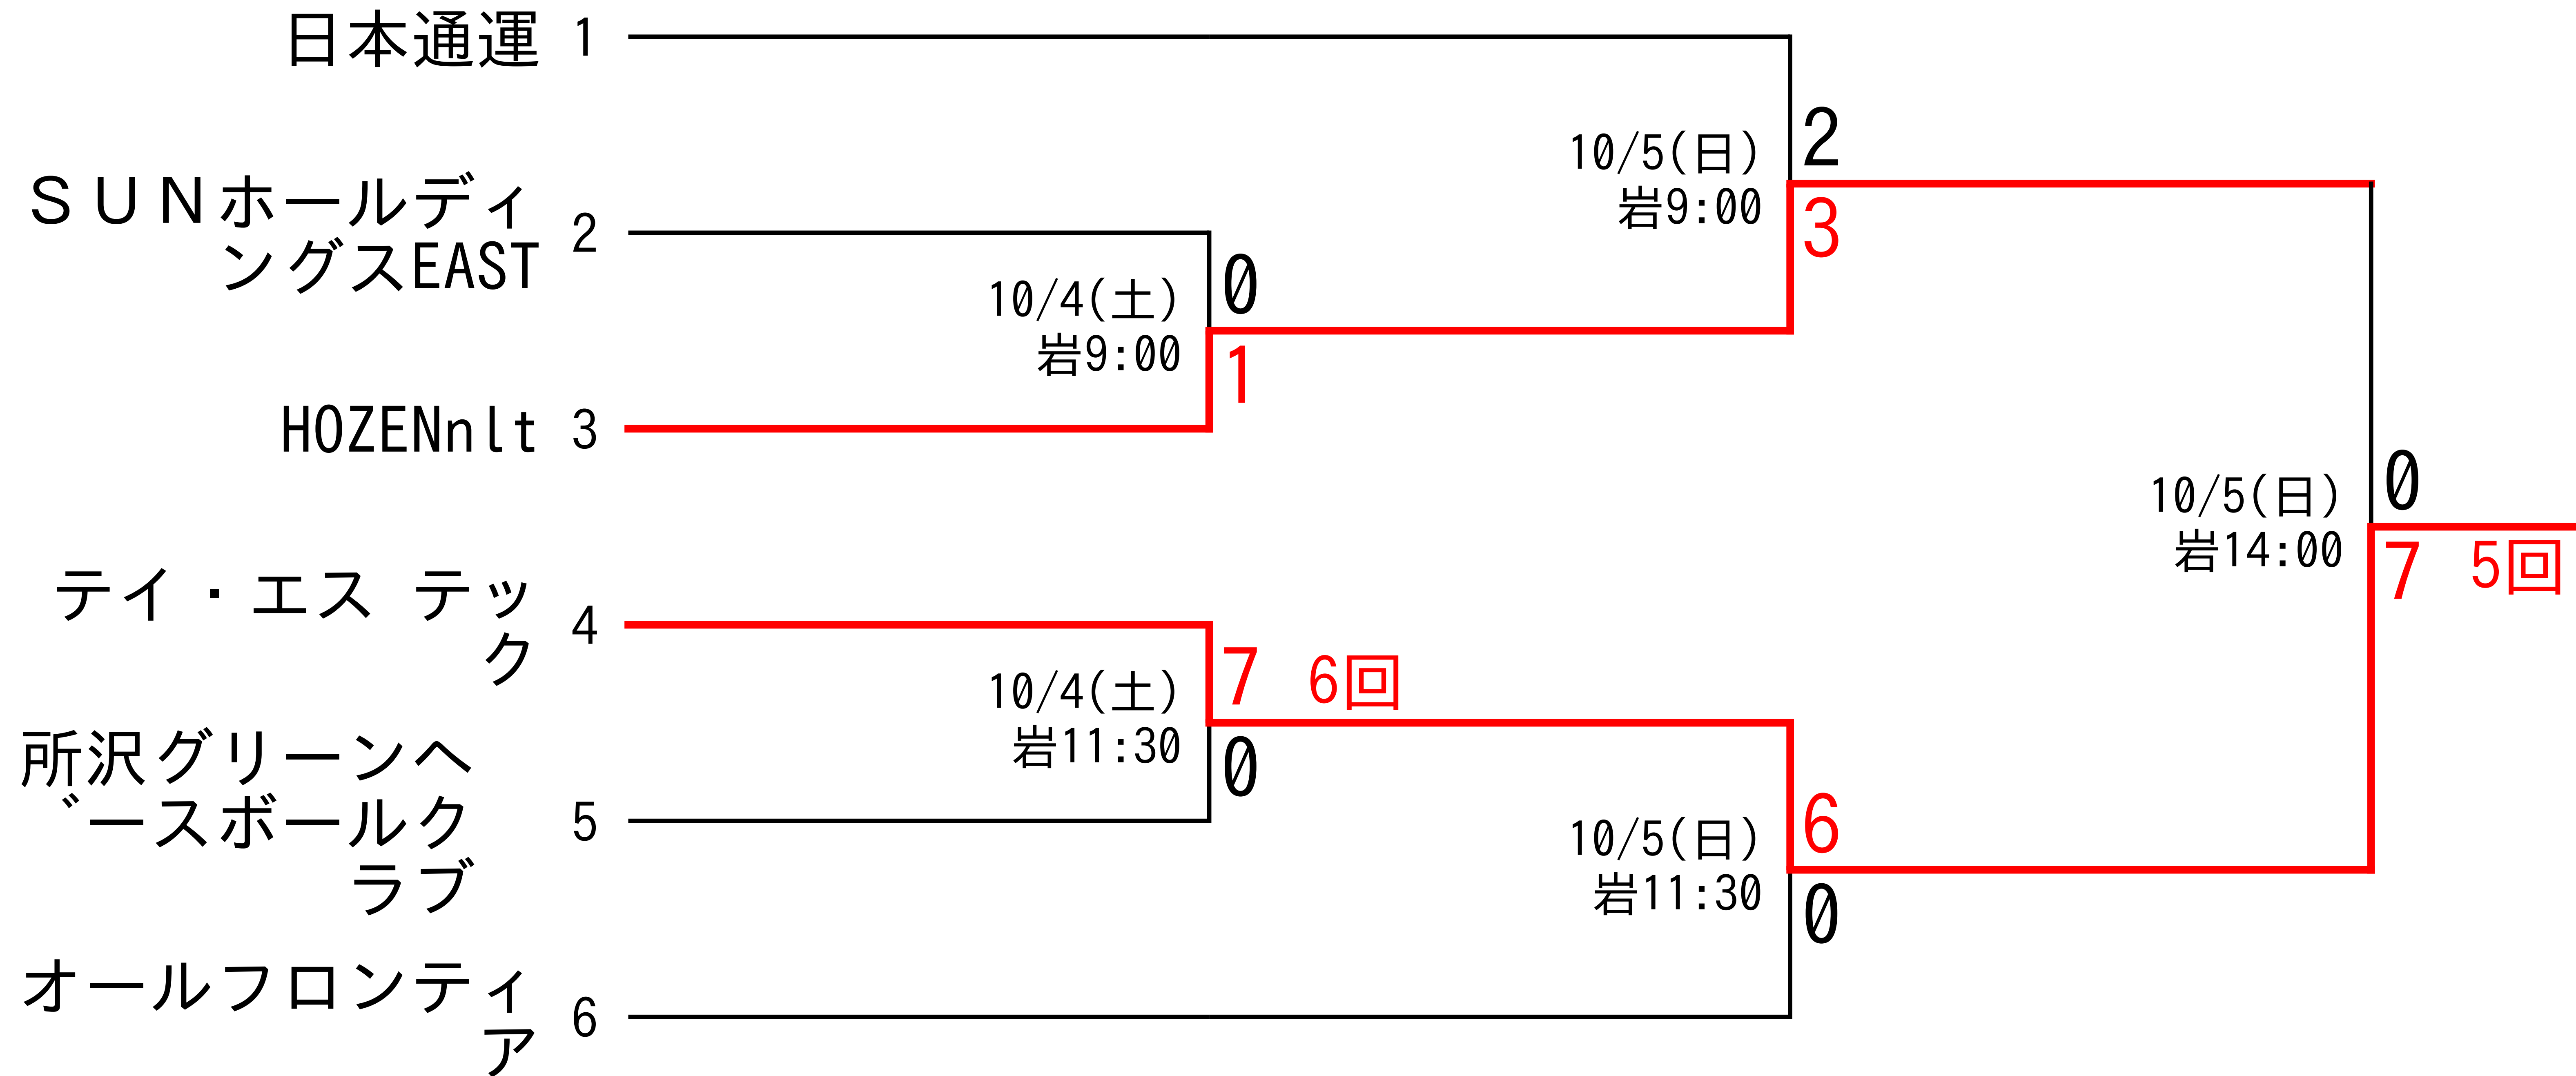 日本通運 1
ＳＵＮホールディ
ングスEAST
2
HOZENnlt 3
テイ・エス テッ
ク
4
所沢グリーンベ
ースボールク
ラブ
5
オールフロンティ
ア
6
10/4(土)
岩9:00
0
1
10/4(土)
岩11:30
7 6回
0
10/5(日)
岩9:00
2
3
10/5(日)
岩11:30
6
0
10/5(日)
岩14:00
0
7 5回